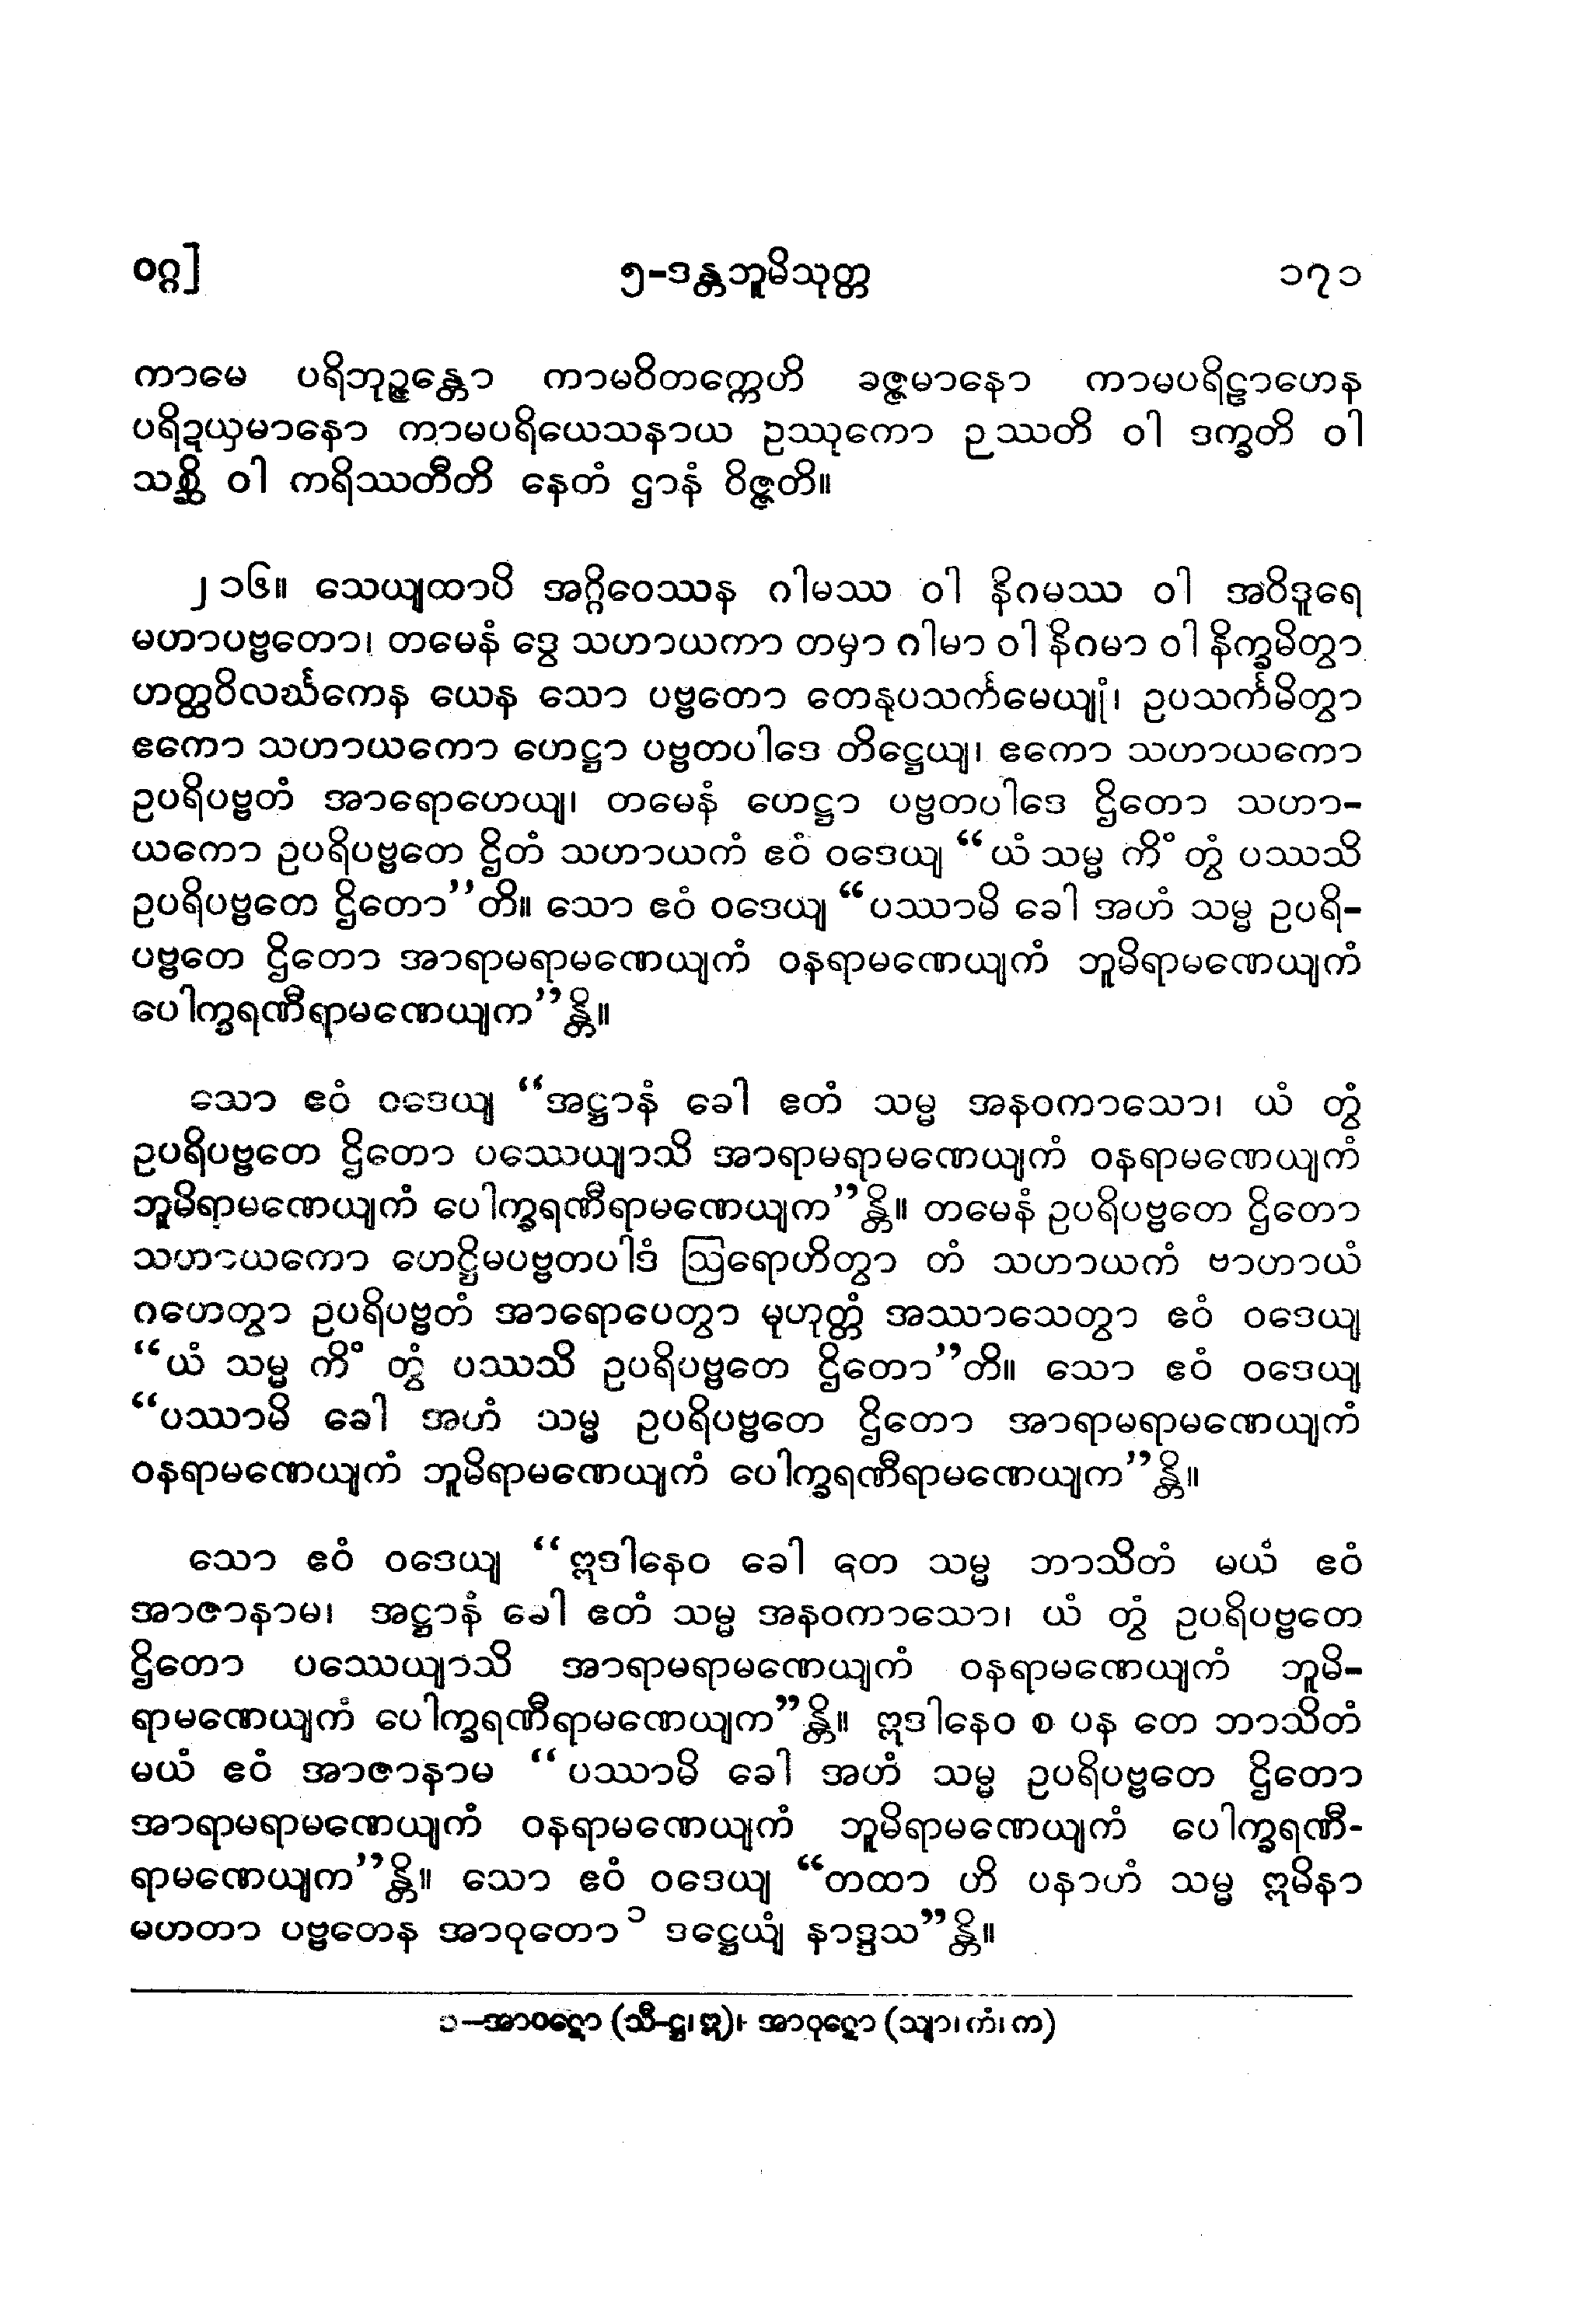 ဝဂ္ဂ] ၅-ဒန္တဘူမိသုတ္တ ၁၇၁
ကာမေ ပရိဘုဉ္ဇန္တော ကာမဝိတက္ကေဟိ ခဇ္ဇမာနော ကာမပရိဠာဟေန
ပရိဍယှမာနော ကာမပရိယေသနာယ ဥဿုကော ဉဿတိ ဝါ ဒက္ခတိ ဝါ
သစ္ဆိ ဝါ ကရိဿတီတိ နေတံ ဌာနံ ဝိဇ္ဇတိ။
၂၁၆။ သေယျထာပိ အဂ္ဂိဝေဿန ဂါမဿ ဝါ နိဂမဿ ဝါ အဝိဒူရေ
မဟာပဗ္ဗတော၊ တမေနံ ဒွေ သဟာယကာ တမှာ ဂါမာ ဝါ နိဂမာ ဝါ နိက္ခမိတွာ
ဟတ္ထဝိလင်္ဃကေန ယေန သော ပဗ္ဗတော တေနုပသင်္ကမေယျုံ၊ ဥပသင်္ကမိတွာ
ဧကော သဟာယကော ဟေဋ္ဌာ ပဗ္ဗတပါဒေ တိဋ္ဌေယျ၊ ဧကော သဟာယကော
ဥပရိပဗ္ဗတံ အာရောဟေယျ၊ တမေနံ ဟေဋ္ဌာ ပဗ္ဗတပါဒေ ဌိတော သဟာ-
ယကော ဥပရိပဗ္ဗတေ ဌိတံ သဟာယကံ ဧဝံ ဝဒေယျ “ယံ သမ္မ ကိံ တွံ ပဿသိ
ဥပရိပဗ္ဗတေ ဌိတော”တိ။ သော ဧဝံ ဝဒေယျ “ပဿာမိ ခေါ အဟံ သမ္မ ဥပရိ-
ပဗ္ဗတေ ဌိတော အာရာမရာမဏေယျကံ ဝနရာမဏေယျကံ ဘူမိရာမဏေယျကံ
ပေါက္ခရဏီရာမဏေယျက”န္တိ။
သော ဧဝံ ဝဒေယျ “အဋ္ဌာနံ ခေါ ဧတံ သမ္မ အနဝကာသော၊ ယံ တွံ
ဥပရိပဗ္ဗတေ ဌိတော ပဿေယျာသိ အာရာမရာမဏေယျကံ ဝနရာမဏေယျကံ
ဘူမိရာမဏေယျကံ ပေါက္ခရဏီရာမဏေယျက”န္တိ။ တမေနံ ဥပရိပဗ္ဗတေ ဌိတော
သဟာယကော ဟေဋ္ဌိမပဗ္ဗတပါဒံ ဩရောဟိတွာ တံ သဟာယကံ ဗာဟာယံ
ဂဟေတွာ ဥပရိပဗ္ဗတံ အာရောပေတွာ မုဟုတ္တံ အဿာသေတွာ ဧဝံ ဝဒေယျ
“ယံ သမ္မ ကိံ တွံ ပဿသိ ဥပရိပဗ္ဗတေ ဌိတော”တိ။ သော ဧဝံ ဝဒေယျ
“ပဿာမိ ခေါ အဟံ သမ္မ ဥပရိပဗ္ဗတေ ဌိတော အာရာမရာမဏေယျကံ
ဝနရာမဏေယျကံ ဘူမိရာမဏေယျကံ ပေါက္ခရဏီရာမဏေယျက”န္တိ။
သော ဧဝံ ဝဒေယျ “ဣဒါနေဝ ခေါ တေ သမ္မ ဘာသိတံ မယံ ဧဝံ
အာဇာနာမ၊ အဋ္ဌာနံ ခေါ ဧတံ သမ္မ အနဝကာသော၊ ယံ တွံ ဥပရိပဗ္ဗတေ
ဌိတော ပဿေယျာသိ အာရာမရာမဏေယျကံ ဝနရာမဏေယျကံ ဘူမိ-
ရာမဏေယျကံ ပေါက္ခရဏီရာမဏေယျက”န္တိ။ ဣဒါနေဝ စ ပန တေ ဘာသိတံ
မယံ ဧဝံ အာဇာနာမ “ပဿာမိ ခေါ အဟံ သမ္မ ဥပရိပဗ္ဗတေ ဌိတော
အာရာမရာမဏေယျကံ ဝနရာမဏေယျကံ ဘူမိရာမဏေယျကံ ပေါက္ခရဏီ-
ရာမဏေယျက”န္တိ။ သော ဧဝံ ဝဒေယျ “တထာ ဟိ ပနာဟံ သမ္မ ဣမိနာ
မဟတာ ပဗ္ဗတေန အာဝုတော ၁ ဒဋ္ဌေယျံ နာဒ္ဒသ”န္တိ။
၁-အာဝဋော (သီ-ဋ္ဌ၊ ဣ)၊ အာဝုဋော (သျာ၊ ကံ၊ က)